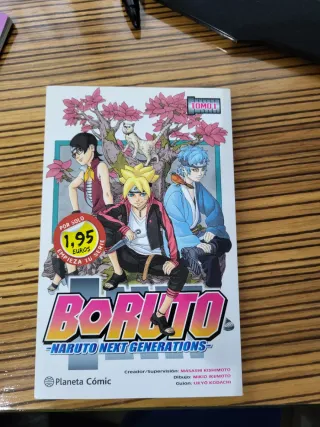 TOMO 1
POR SOLO
1,95
EUROS
EMPIEZA TU SERIE
BORUTO
-NARUTO NEXT GENERATIONS-
Creador/Supervisor: MASASHI KISHIMOTO
Dibujo: MIKIO IKEMOTO
Guion: UKYO KODACHI
Planeta Cómic